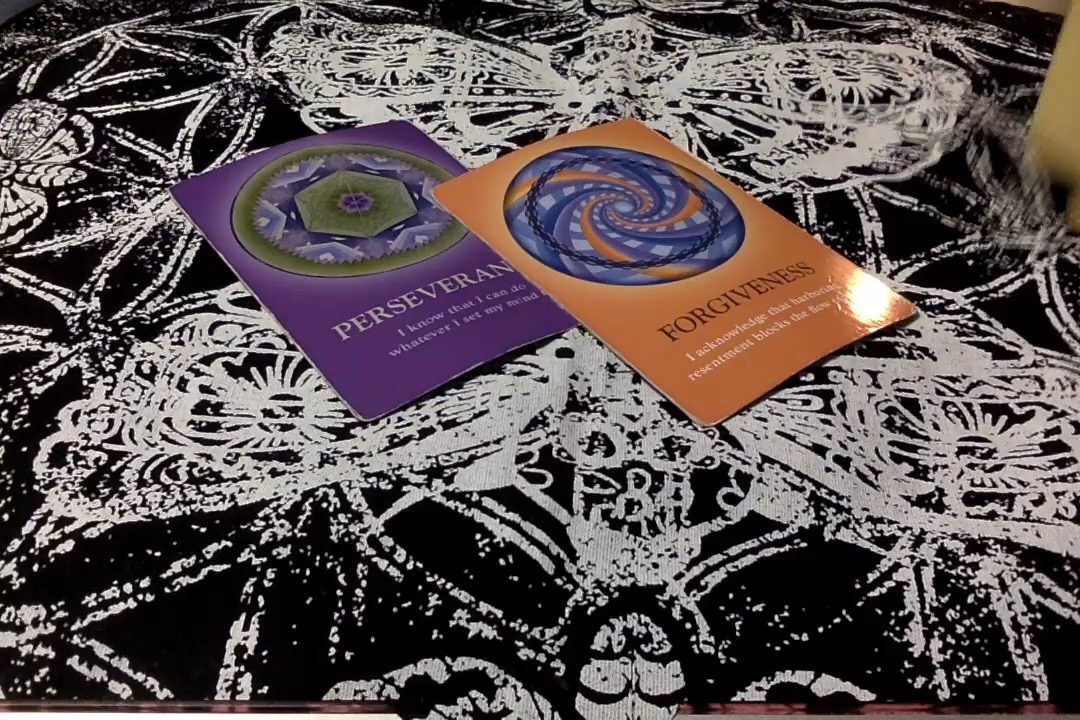 PERSEVERAN
I know that I can do
whatever I set my mind
FORGIVENESS
I acknowledge that harboring
resentment blocks the flow